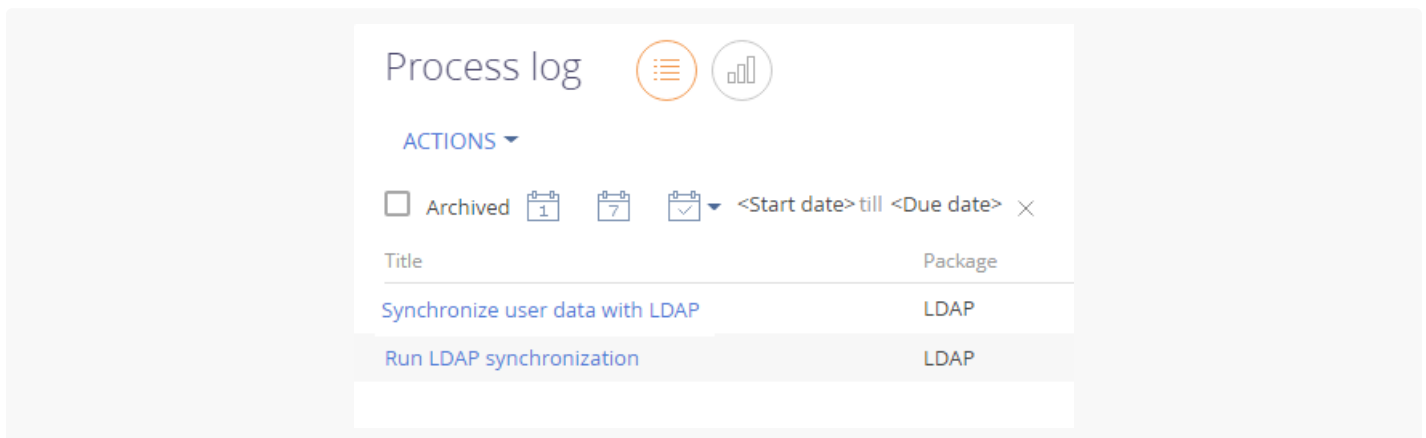 Process log
ACTIONS
Archived 1 7 <Start date> till <Due date>
Title Package
Synchronize user data with LDAP LDAP
Run LDAP synchronization LDAP